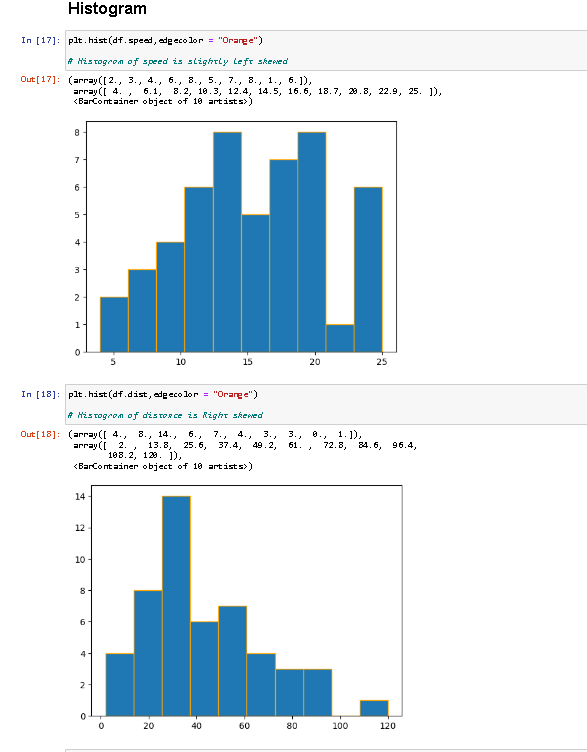 Histogram
In [17]: plt.hist(df.speed,edgecolor = "Orange")
# Histogram of speed is slightly left skewed
Out[17]: (array([2., 3., 4., 6., 8., 5., 7., 8., 1., 6.]),
array([ 4. , 6.1, 8.2, 10.3, 12.4, 14.5, 16.6, 18.7, 20.8, 22.9, 25. ]),
<BarContainer object of 10 artists>)
8
7
6
5
4
3
2
1
0
5 10 15 20 25
In [18]: plt.hist(df.dist,edgecolor = "Orange")
# Histogram of distance is Right skewed
Out[18]: (array([ 4., 8., 14., 6., 7., 4., 3., 3., 0., 1.]),
array([ 2. , 13.8, 25.6, 37.4, 49.2, 61. , 72.8, 84.6, 96.4,
108.2, 120. ]),
<BarContainer object of 10 artists>)
14
12
10
8
6
4
2
0
0 20 40 60 80 100 120